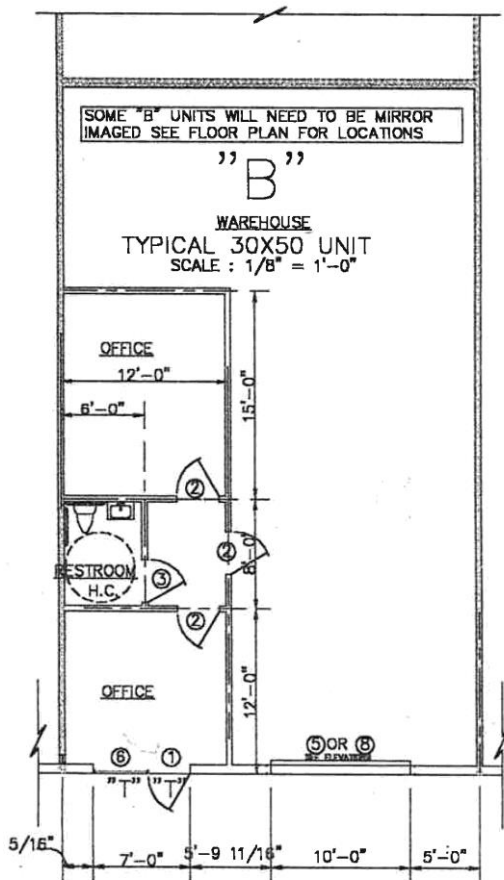 SOME "B" UNITS WILL NEED TO BE MIRROR
IMAGED SEE FLOOR PLAN FOR LOCATIONS
"B"
WAREHOUSE
TYPICAL 30X50 UNIT
SCALE : 1/8" = 1'-0"
OFFICE
12'-0"
6'-0"
15'-0"
2
2
8'-0"
RESTROOM
H.C.
3
2
OFFICE
12'-0"
6
1
"T"
"T"
5 OR 8
SEE ELEVATIONS
5/16"
7'-0"
5'-9 11/16"
10'-0"
5'-0"